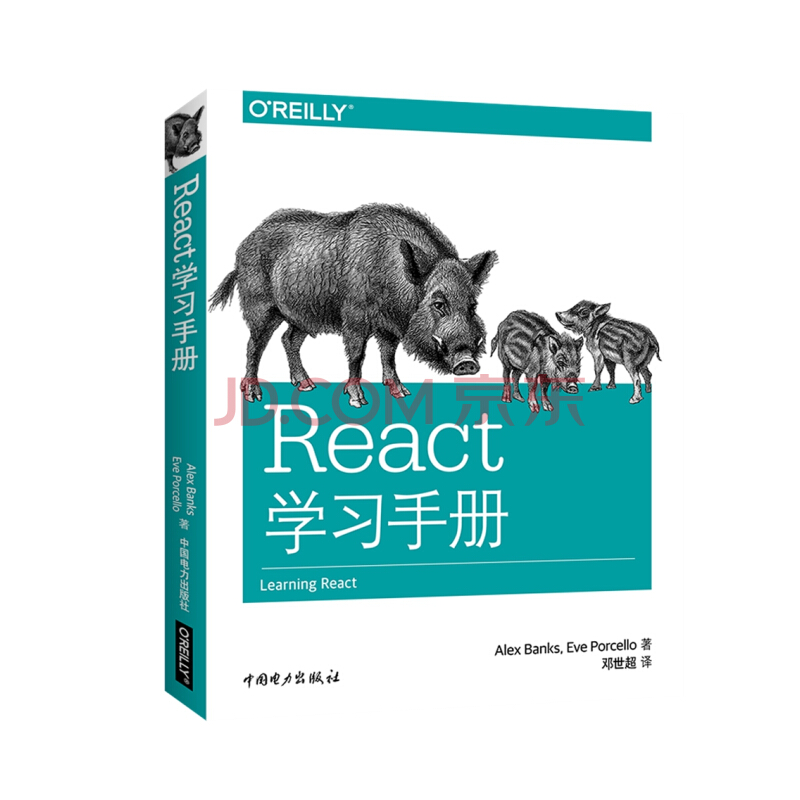 O'REILLY®
React
学习手册
Learning React
Alex Banks, Eve Porcello 著
邓世超 译
中国电力出版社
JD.COM 京东
React学习手册
Alex Banks
Eve Porcello 著
中国电力出版社
O'REILLY®